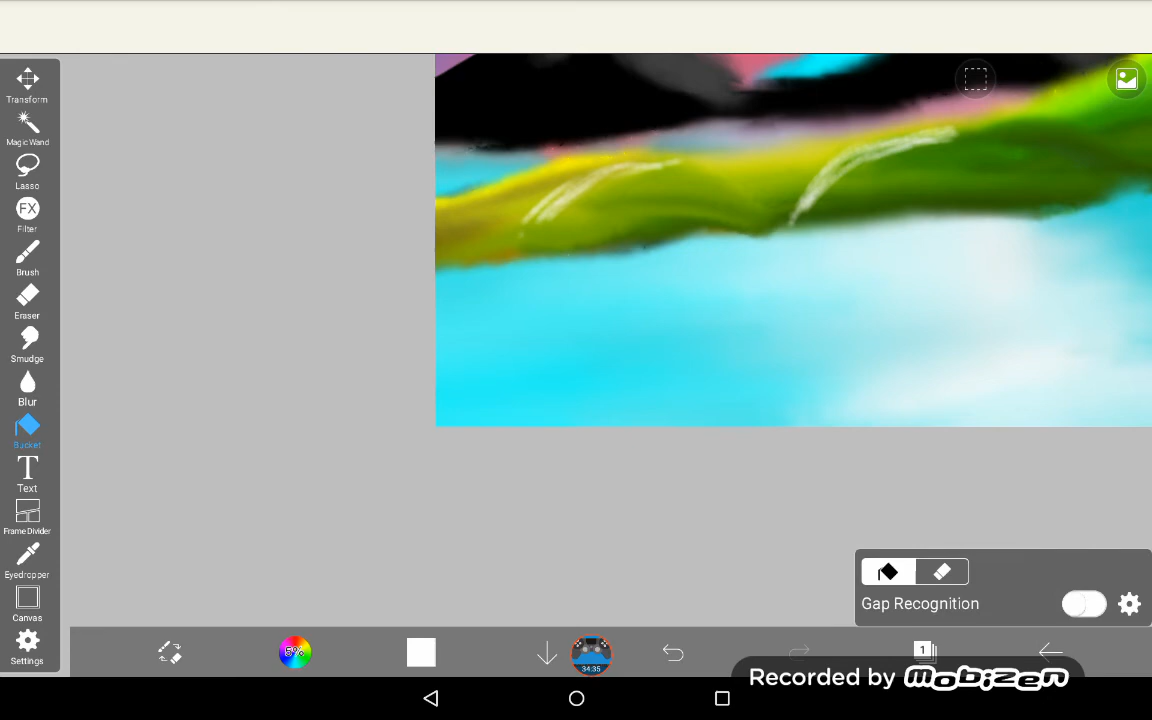 Transform
Magic Wand
Lasso
FX
Filter
Brush
Eraser
Smudge
Blur
Bucket
T
Text
Frame Divider
Eyedropper
Canvas
Settings
Gap Recognition
5%
34:35
1
Recorded by Mobizen